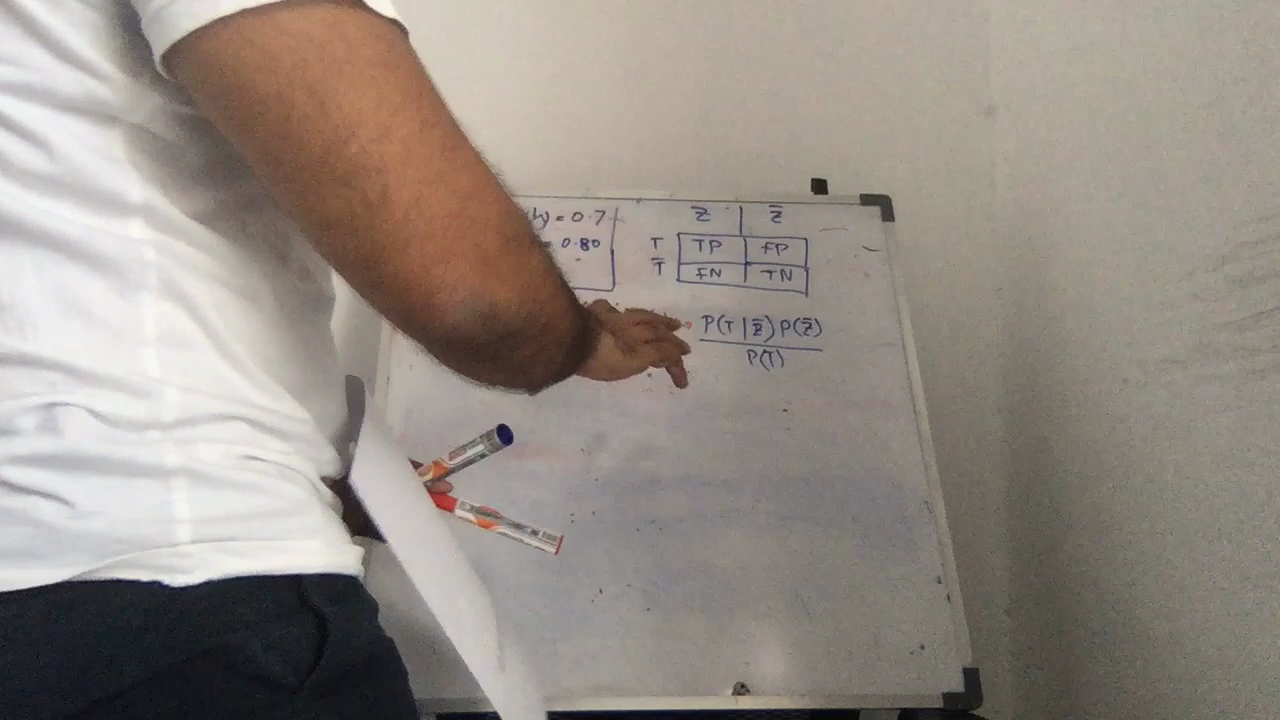 = 0.7
= 0.80
Z Z̄
T TP FP
T̄ FN TN
P(T | Z̄) P(Z̄)
P(T)